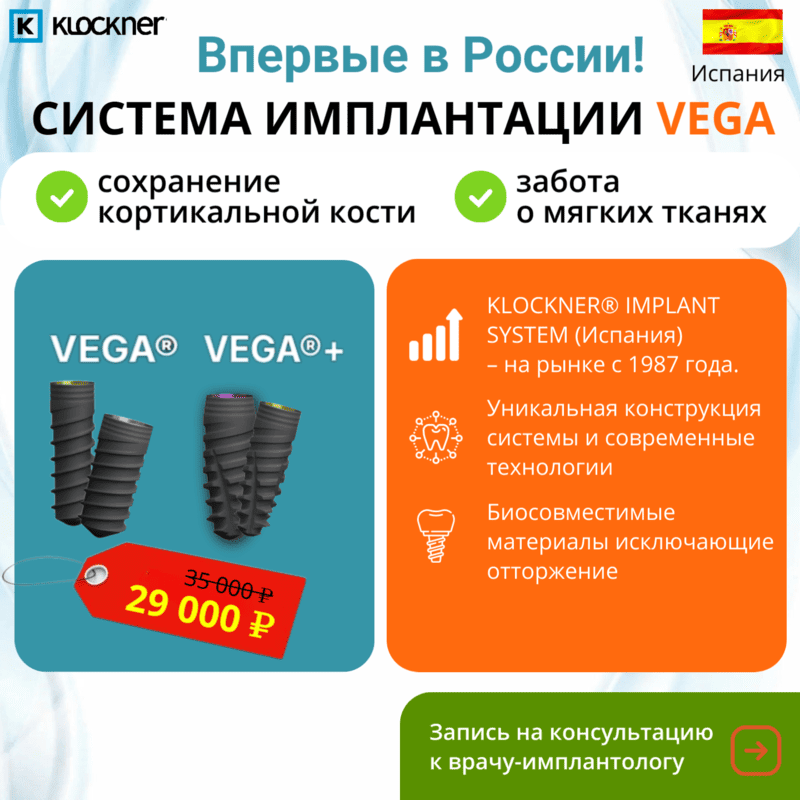 KLOCKNER
Впервые в России!
Испания
СИСТЕМА ИМПЛАНТАЦИИ VEGA
сохранение
кортикальной кости
забота
о мягких тканях
VEGA® VEGA®+
35 000 ₽
29 000 ₽
KLOCKNER® IMPLANT
SYSTEM (Испания)
– на рынке с 1987 года.
Уникальная конструкция
системы и современные
технологии
Биосовместимые
материалы исключающие
отторжение
Запись на консультацию
к врачу-имплантологу